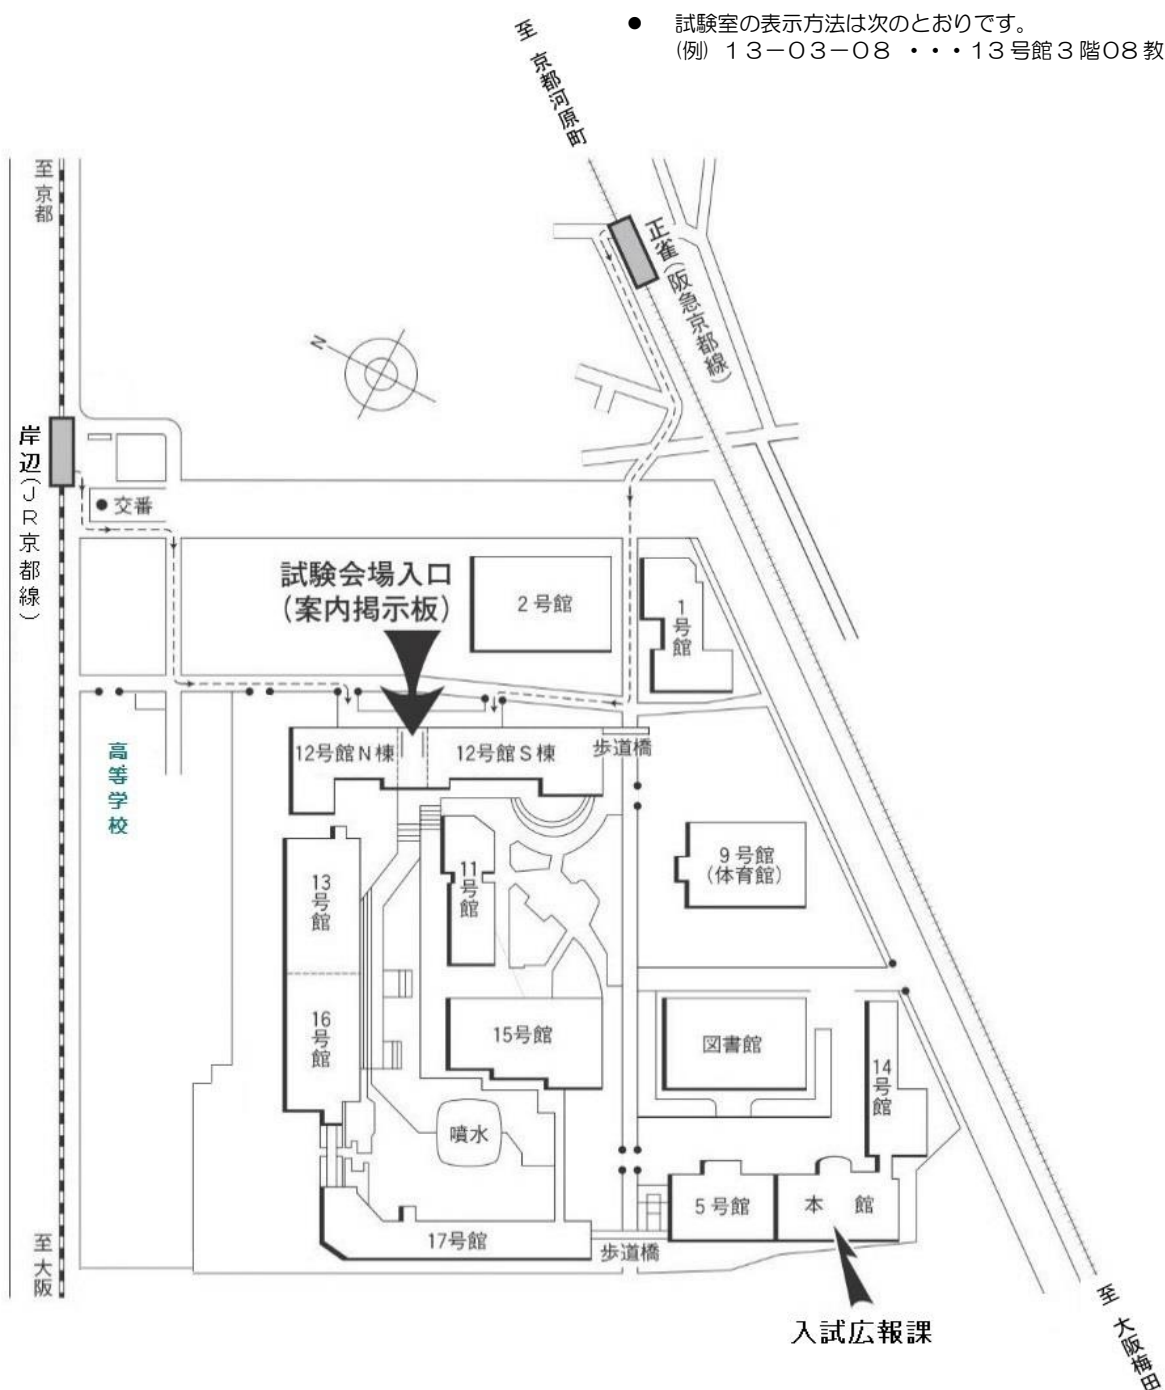 ● 試験室の表示方法は次のとおりです。
(例) 13－03－08 ・・・13号館3階08教
至 京都河原町
至 京都
正雀(阪急京都線)
N
岸辺(JR京都線)
交番
試験会場入口
(案内掲示板)
2号館
1号館
高等学校
12号館N棟
12号館S棟
歩道橋
11号館
9号館
(体育館)
13号館
16号館
15号館
図書館
14号館
噴水
5号館
本館
17号館
歩道橋
至 大阪
入試広報課
至 大阪梅田